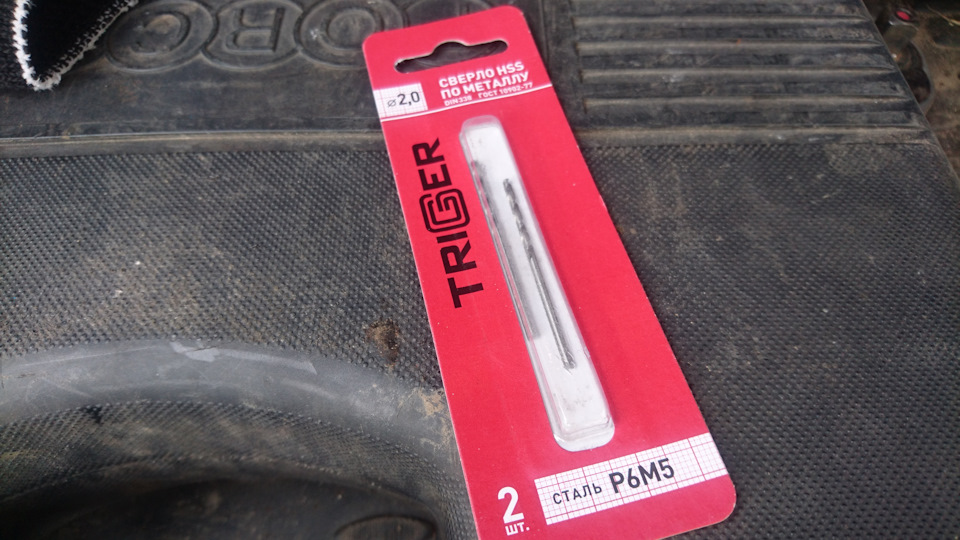 СВЕРЛО HSS
ПО МЕТАЛЛУ
DIN338 ГОСТ 10902-77
⌀2,0
TRIGGER
2
шт.
СТАЛЬ Р6М5